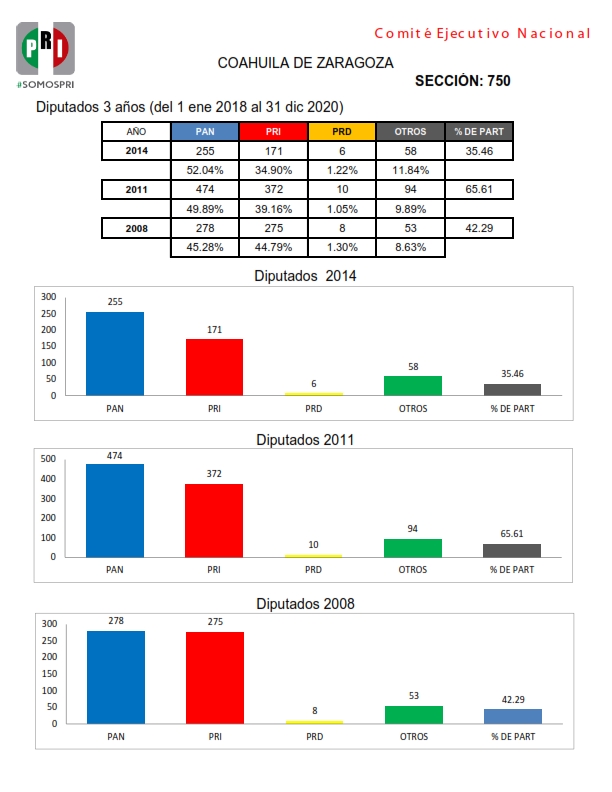 Comité Ejecutivo Nacional
PRI
#SOMOSPRI
COAHUILA DE ZARAGOZA
SECCIÓN: 750
Diputados 3 años (del 1 ene 2018 al 31 dic 2020)
AÑO PAN PRI PRD OTROS % DE PART
2014 255 171 6 58 35.46
52.04% 34.90% 1.22% 11.84%
2011 474 372 10 94 65.61
49.89% 39.16% 1.05% 9.89%
2008 278 275 8 53 42.29
45.28% 44.79% 1.30% 8.63%
Diputados 2014
300
250
200
150
100
50
0
255
171
6
58
35.46
PAN PRI PRD OTROS % DE PART
Diputados 2011
500
400
300
200
100
0
474
372
10
94
65.61
PAN PRI PRD OTROS % DE PART
Diputados 2008
300
250
200
150
100
50
0
278
275
8
53
42.29
PAN PRI PRD OTROS % DE PART